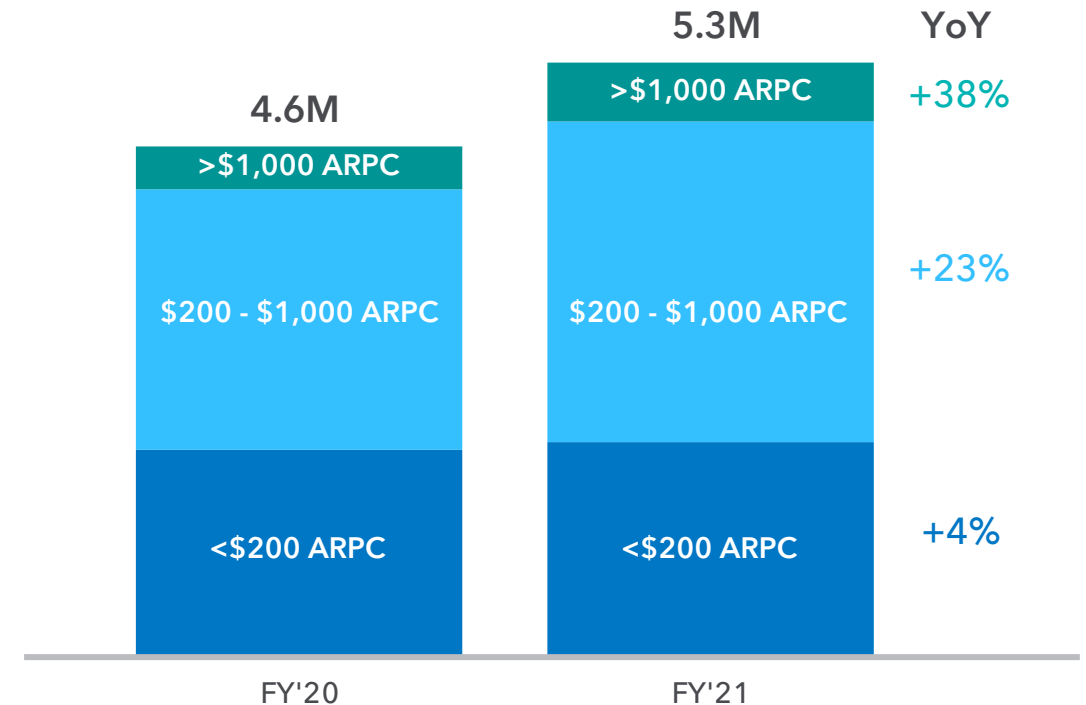 5.3M
YoY
4.6M
>$1,000 ARPC
+38%
>$1,000 ARPC
+23%
$200 - $1,000 ARPC
$200 - $1,000 ARPC
+4%
<$200 ARPC
<$200 ARPC
FY'20
FY'21